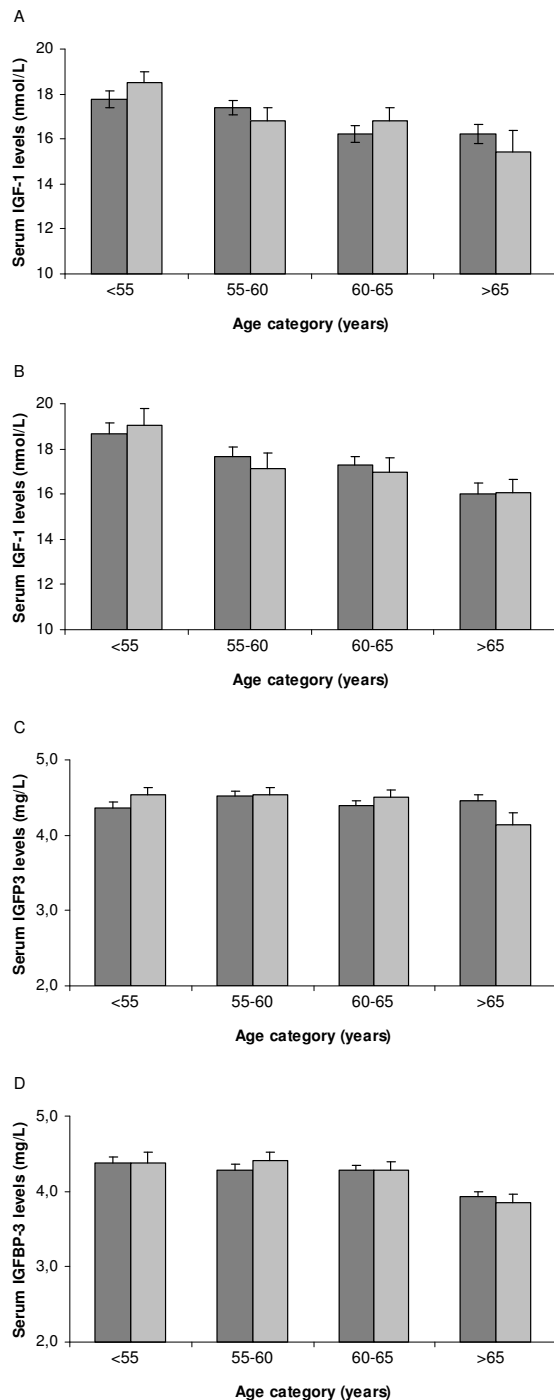 A
Serum IGF-1 levels (nmol/L)
20
18
16
14
12
10
<55 55-60 60-65 >65
Age category (years)
B
Serum IGF-1 levels (nmol/L)
20
18
16
14
12
10
<55 55-60 60-65 >65
Age category (years)
C
Serum IGFP3 levels (mg/L)
5,0
4,0
3,0
2,0
<55 55-60 60-65 >65
Age category (years)
D
Serum IGFBP-3 levels (mg/L)
5,0
4,0
3,0
2,0
<55 55-60 60-65 >65
Age category (years)